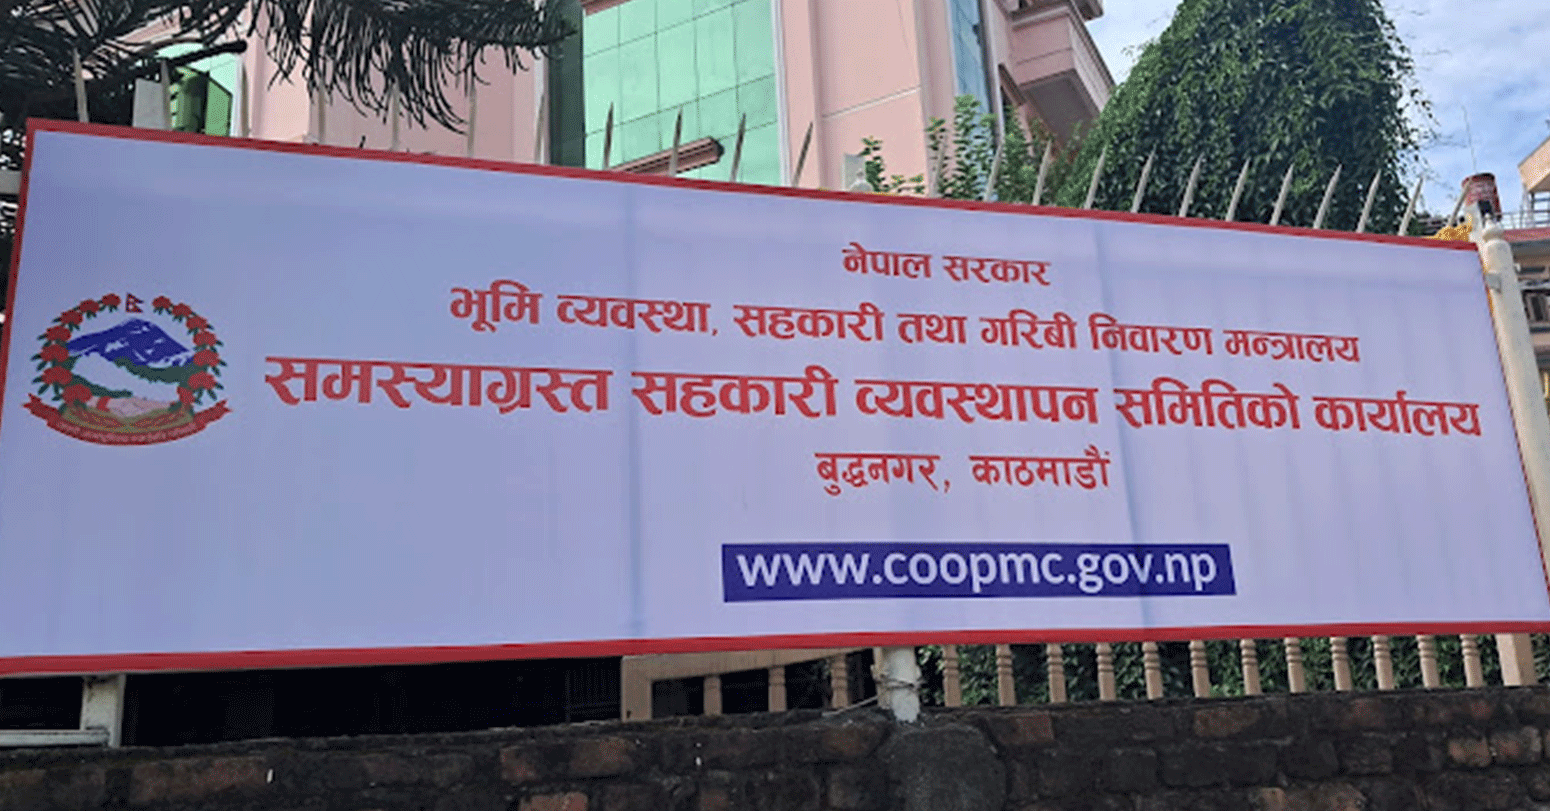 नेपाल सरकार
भूमि व्यवस्था, सहकारी तथा गरिबी निवारण मन्त्रालय
समस्याग्रस्त सहकारी व्यवस्थापन समितिको कार्यालय
बुद्धनगर, काठमाडौं
www.coopmc.gov.np